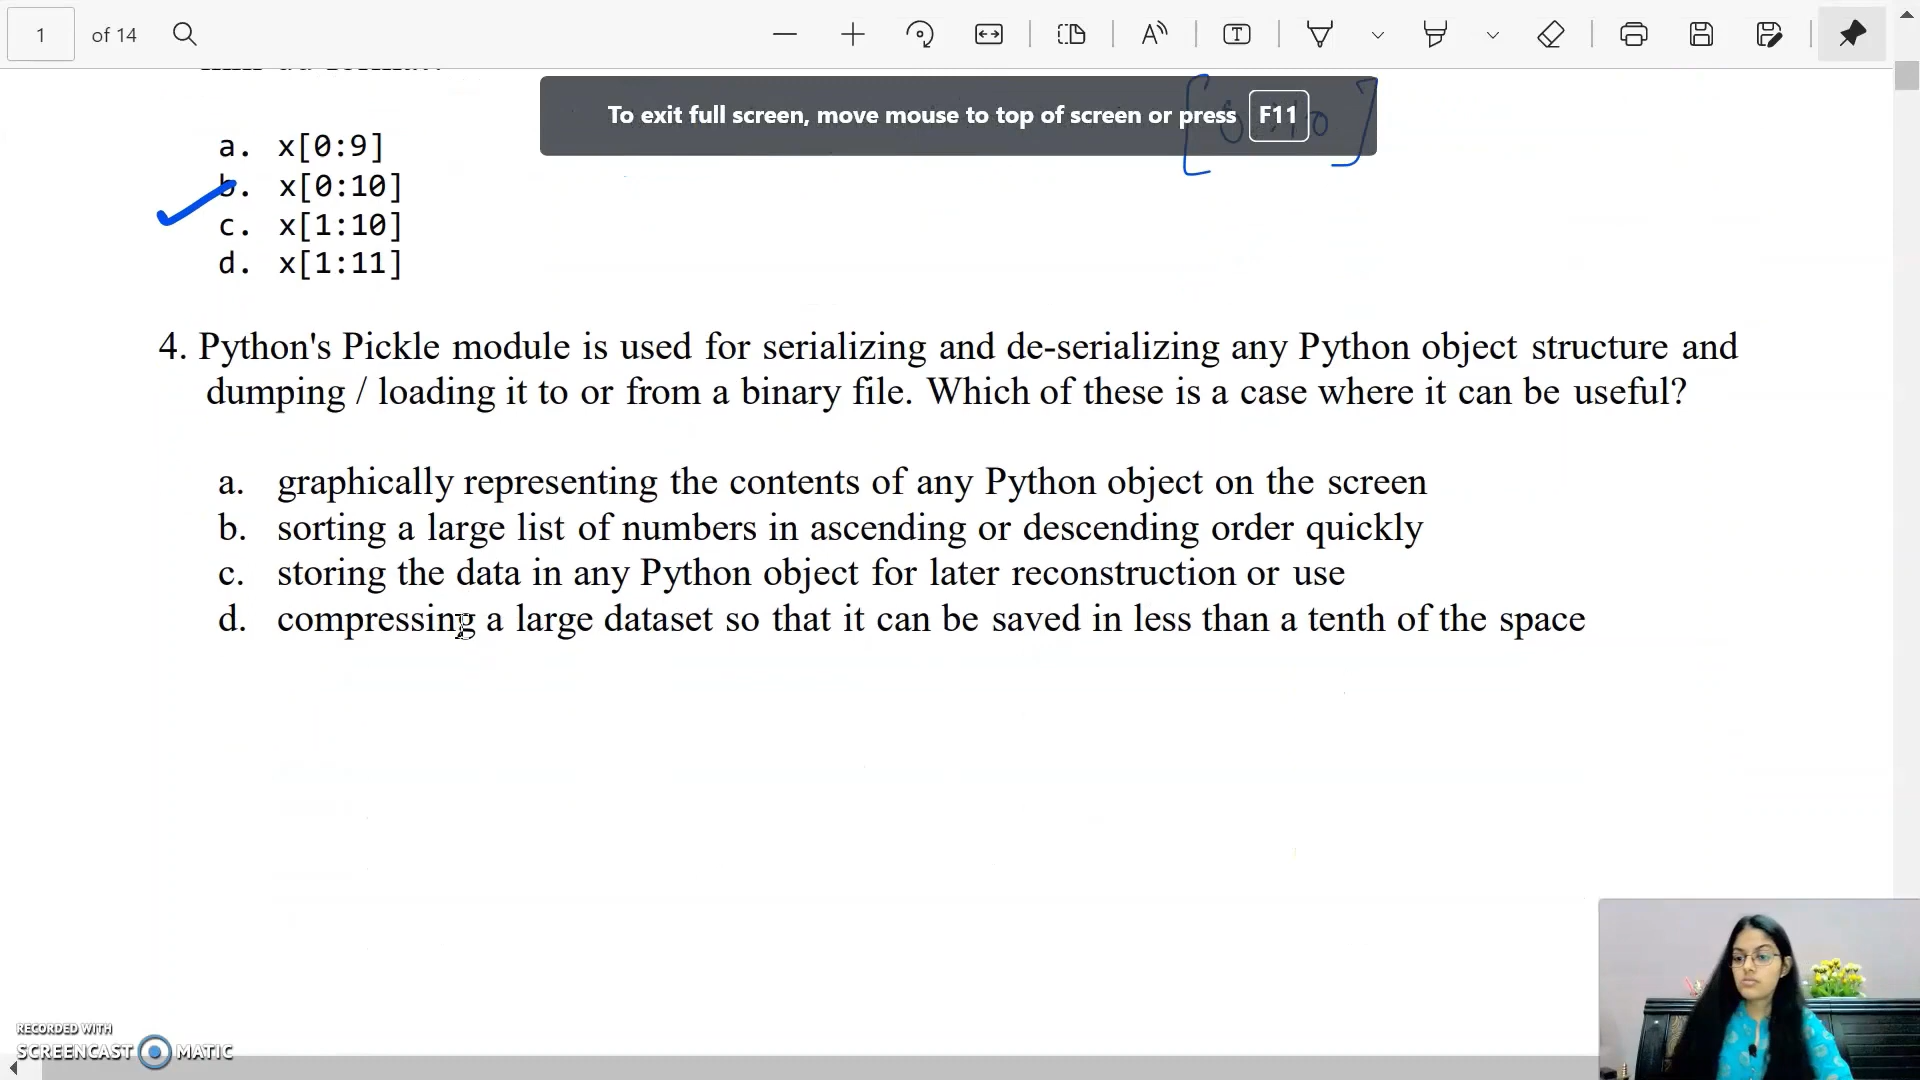 1 of 14
To exit full screen, move mouse to top of screen or press F11
a. x[0:9]
b. x[0:10]
c. x[1:10]
d. x[1:11]
4. Python's Pickle module is used for serializing and de-serializing any Python object structure and
dumping / loading it to or from a binary file. Which of these is a case where it can be useful?
a. graphically representing the contents of any Python object on the screen
b. sorting a large list of numbers in ascending or descending order quickly
c. storing the data in any Python object for later reconstruction or use
d. compressing a large dataset so that it can be saved in less than a tenth of the space
RECORDED WITH
SCREENCAST MATIC